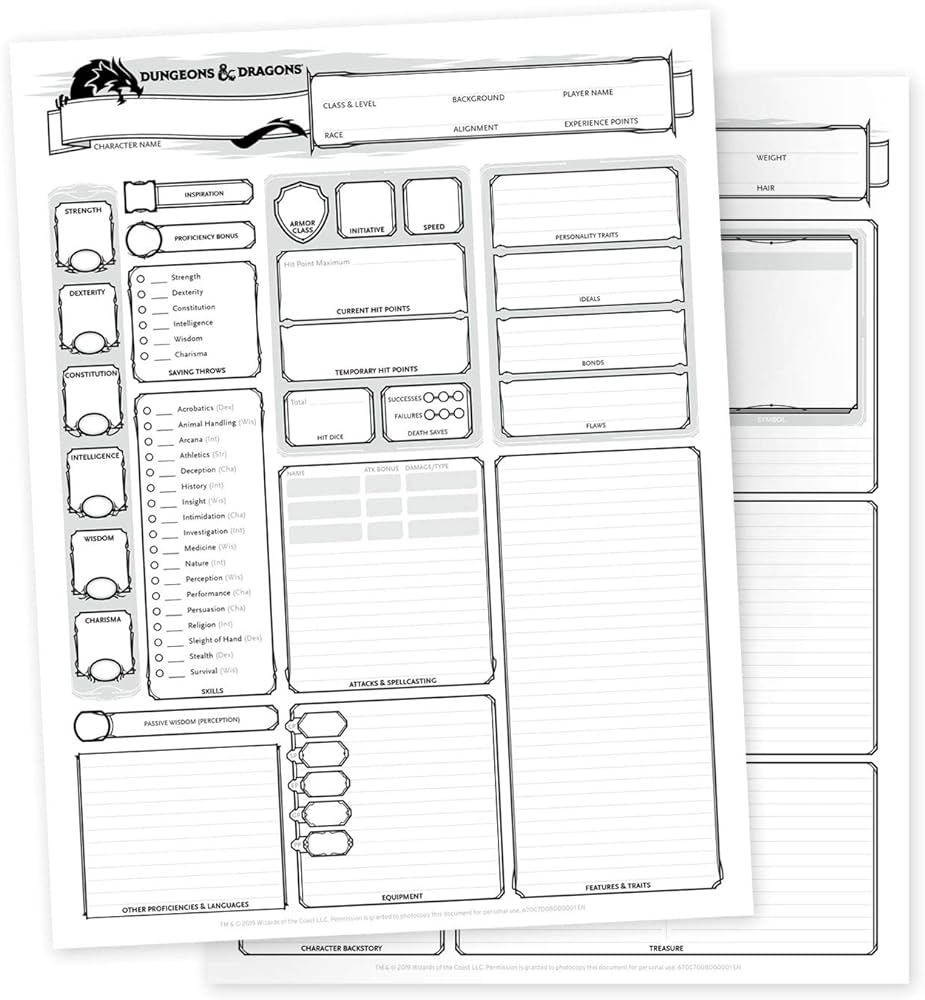 DUNGEONS & DRAGONS
CHARACTER NAME
CLASS & LEVEL
BACKGROUND
PLAYER NAME
RACE
ALIGNMENT
EXPERIENCE POINTS
STRENGTH
DEXTERITY
CONSTITUTION
INTELLIGENCE
WISDOM
CHARISMA
INSPIRATION
PROFICIENCY BONUS
Strength
Dexterity
Constitution
Intelligence
Wisdom
Charisma
SAVING THROWS
Acrobatics (Dex)
Animal Handling (Wis)
Arcana (Int)
Athletics (Str)
Deception (Cha)
History (Int)
Insight (Wis)
Intimidation (Cha)
Investigation (Int)
Medicine (Wis)
Nature (Int)
Perception (Wis)
Performance (Cha)
Persuasion (Cha)
Religion (Int)
Sleight of Hand (Dex)
Stealth (Dex)
Survival (Wis)
SKILLS
PASSIVE WISDOM (PERCEPTION)
OTHER PROFICIENCIES & LANGUAGES
ARMOR
CLASS
INITIATIVE
SPEED
Hit Point Maximum
CURRENT HIT POINTS
TEMPORARY HIT POINTS
Total
HIT DICE
SUCCESSES
FAILURES
DEATH SAVES
NAME
ATK BONUS
DAMAGE/TYPE
ATTACKS & SPELLCASTING
EQUIPMENT
PERSONALITY TRAITS
IDEALS
BONDS
FLAWS
FEATURES & TRAITS
TM & © 2019 Wizards of the Coast LLC. Permission is granted to photocopy this document for personal use.
WEIGHT
HAIR
SYMBOL
CHARACTER BACKSTORY
TREASURE
TM & © 2019 Wizards of the Coast LLC. Permission is granted to photocopy this document for personal use.